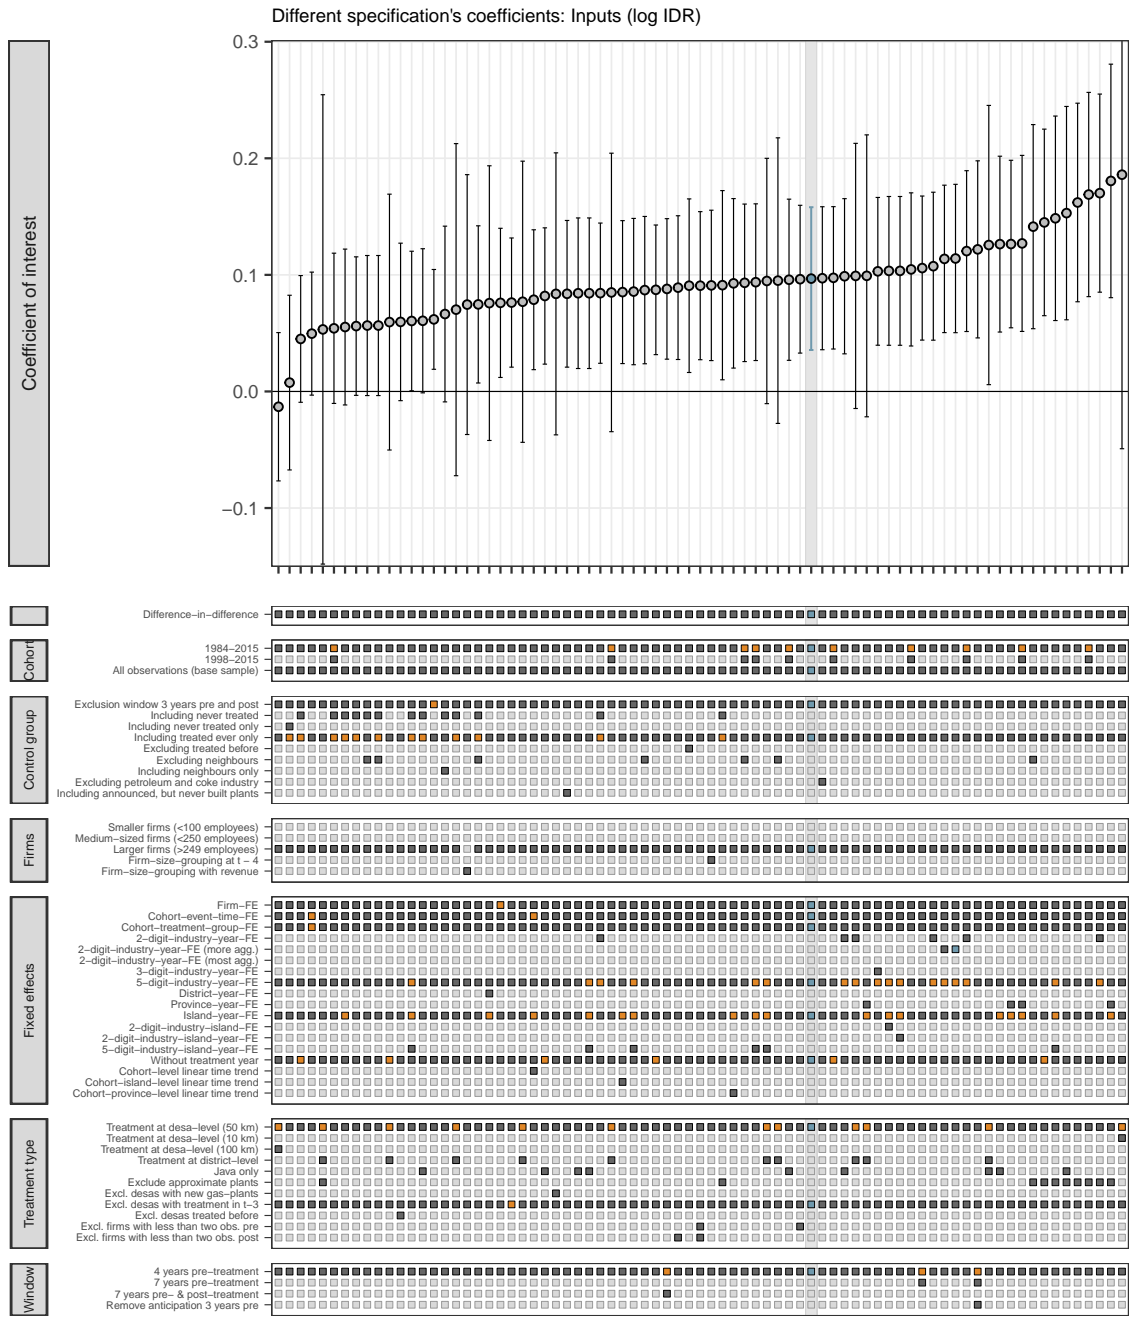 Different specification's coefficients: Inputs (log IDR)
Coefficient of interest
0.3
0.2
0.1
0.0
−0.1
Difference−in−difference
Cohort
1984−2015
1998−2015
All observations (base sample)
Control group
Exclusion window 3 years pre and post
Including never treated
Including never treated only
Including treated ever only
Excluding treated before
Excluding neighbours
Including neighbours only
Excluding petroleum and coke industry
Including announced, but never built plants
Firms
Smaller firms (<100 employees)
Medium−sized firms (<250 employees)
Larger firms (>249 employees)
Firm−size−grouping at t − 4
Firm−size−grouping with revenue
Fixed effects
Firm−FE
Cohort−event−time−FE
Cohort−treatment−group−FE
2−digit−industry−year−FE
2−digit−industry−year−FE (more agg.)
2−digit−industry−year−FE (most agg.)
3−digit−industry−year−FE
5−digit−industry−year−FE
District−year−FE
Province−year−FE
Island−year−FE
2−digit−industry−island−FE
2−digit−industry−island−year−FE
5−digit−industry−island−year−FE
Without treatment year
Cohort−level linear time trend
Cohort−island−level linear time trend
Cohort−province−level linear time trend
Treatment type
Treatment at desa−level (50 km)
Treatment at desa−level (10 km)
Treatment at desa−level (100 km)
Treatment at district−level
Java only
Exclude approximate plants
Excl. desas with new gas−plants
Excl. desas with treatment in t−3
Excl. desas treated before
Excl. firms with less than two obs. pre
Excl. firms with less than two obs. post
Window
4 years pre−treatment
7 years pre−treatment
7 years pre− & post−treatment
Remove anticipation 3 years pre